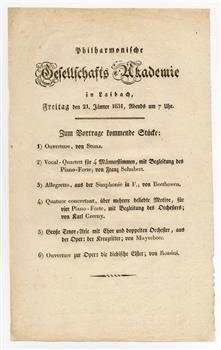 Philharmonische
Gesellschafts Akademie
in Laibach,
Freitag den 21. Jänner 1831, Abends um 7 Uhr.
Zum Vortrage kommende Stücke:
1) Ouverture, von Stunz.
2) Vocal-Quartett für 4 Männerstimmen, mit Begleitung des
Piano-Forte; von Franz Schubert.
3) Allegretto, aus der Simphonie in F.; von Beethoven.
4) Quatuor concertant, über mehrere beliebte Motive, für
vier Piano-Forte, mit Begleitung des Orchesters;
von Karl Czerny.
5) Große Tenor-Arie mit Chor und doppelten Orchester, aus
der Oper: der Kreuzritter; von Mayerbeer.
6) Ouverture zur Oper: die diebische Elster; von Rossini.